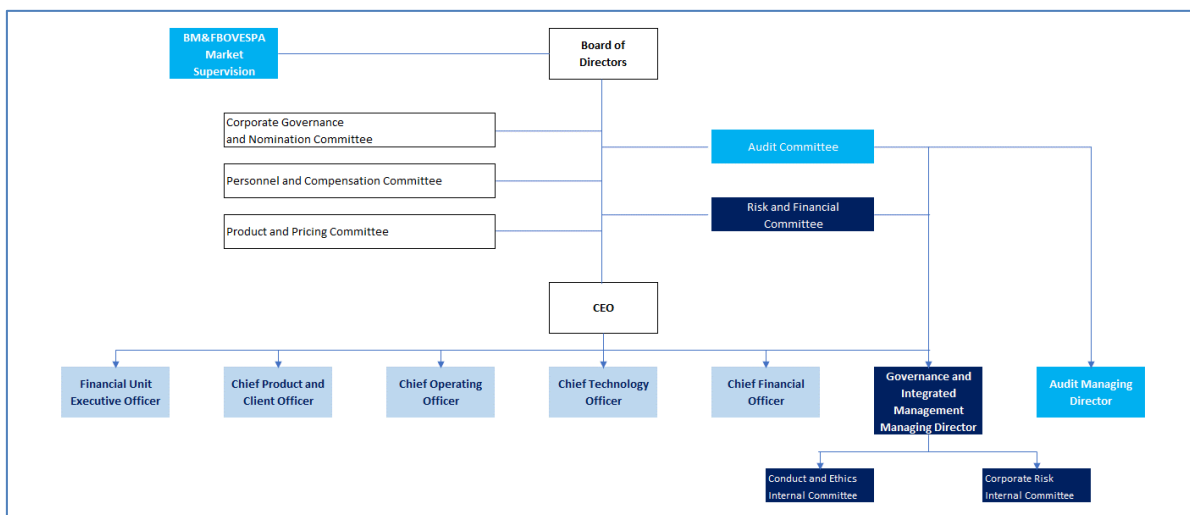 BM&FBOVESPA
Market
Supervision
Board of
Directors
Corporate Governance
and Nomination Committee
Audit Committee
Personnel and Compensation Committee
Risk and Financial
Committee
Product and Pricing Committee
CEO
Financial Unit
Executive Officer
Chief Product and
Client Officer
Chief Operating
Officer
Chief Technology
Officer
Chief Financial
Officer
Governance and
Integrated
Management
Managing Director
Audit Managing
Director
Conduct and Ethics
Internal Committee
Corporate Risk
Internal Committee